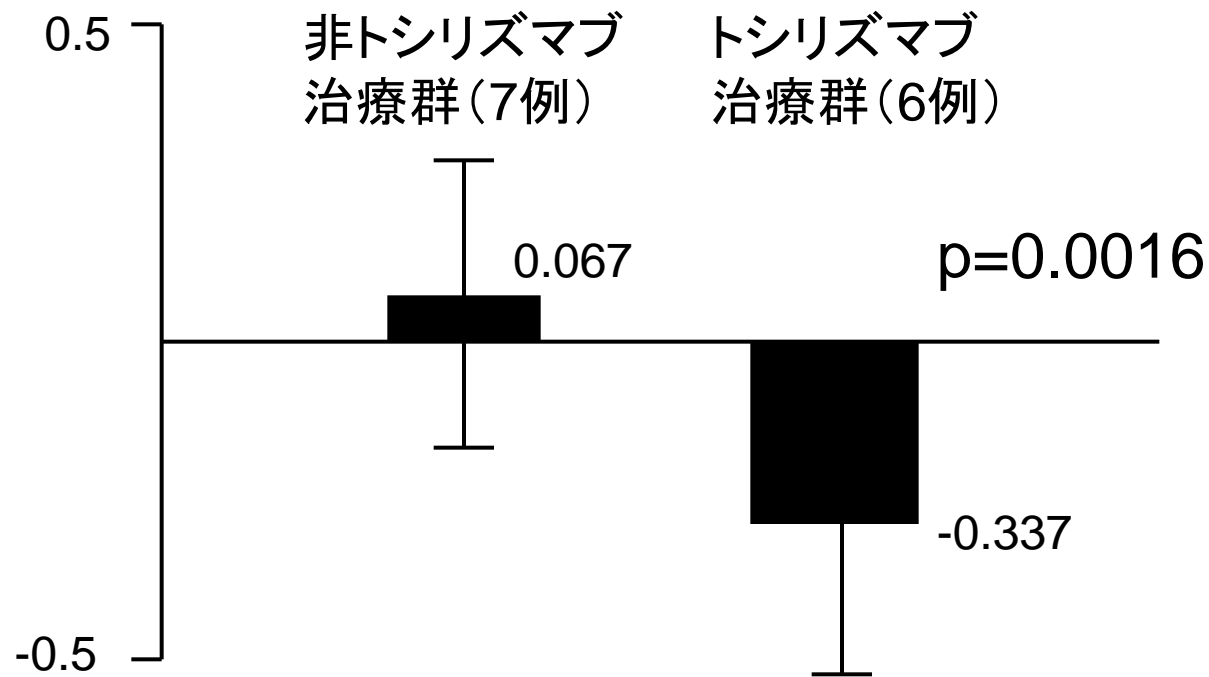 0.5
非トシリズマブ
治療群（7例）
トシリズマブ
治療群（6例）
0.067
p=0.0016
-0.337
-0.5